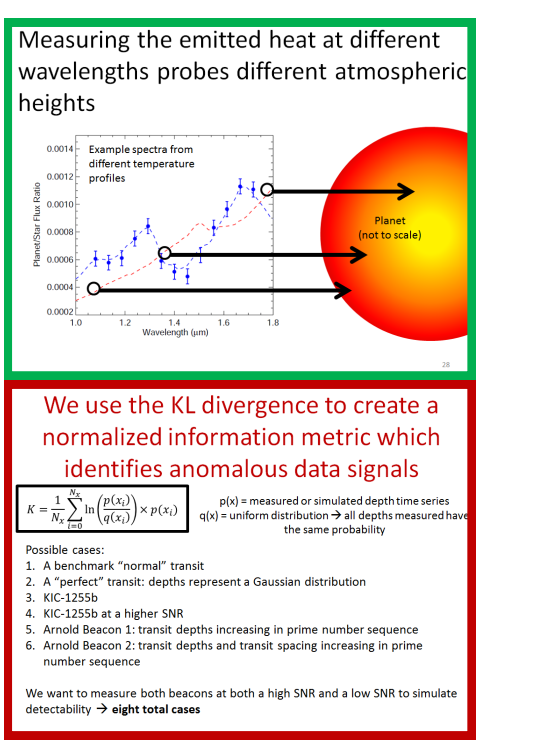 Measuring the emitted heat at different
wavelengths probes different atmospheric
heights
Example spectra from
different temperature
profiles
Planet/Star Flux Ratio
0.0014
0.0012
0.0010
0.0008
0.0006
0.0004
0.0002
1.0 1.2 1.4 1.6 1.8
Wavelength (μm)
Planet
(not to scale)
28
We use the KL divergence to create a
normalized information metric which
identifies anomalous data signals
K = \frac{1}{N_x} \sum_{i=0}^{N_x} \ln\left(\frac{p(x_i)}{q(x_i)}\right) × p(x_i)
p(x) = measured or simulated depth time series
q(x) = uniform distribution → all depths measured have
the same probability
Possible cases:
1. A benchmark “normal” transit
2. A “perfect” transit: depths represent a Gaussian distribution
3. KIC-1255b
4. KIC-1255b at a higher SNR
5. Arnold Beacon 1: transit depths increasing in prime number sequence
6. Arnold Beacon 2: transit depths and transit spacing increasing in prime
number sequence
We want to measure both beacons at both a high SNR and a low SNR to simulate
detectability → eight total cases